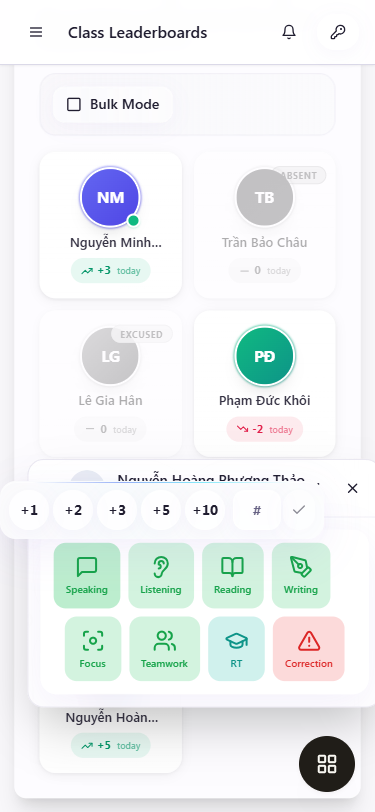 Class Leaderboards
Bulk Mode
NM
Nguyễn Minh...
+3 today
ABSENT
TB
Trần Bảo Châu
0 today
EXCUSED
LG
Lê Gia Hân
0 today
PĐ
Phạm Đức Khôi
-2 today
Nguyễn Hoàng Phương Thảo
+1 +2 +3 +5 +10 #
Speaking Listening Reading Writing
Focus Teamwork RT Correction
Nguyễn Hoàn...
+5 today